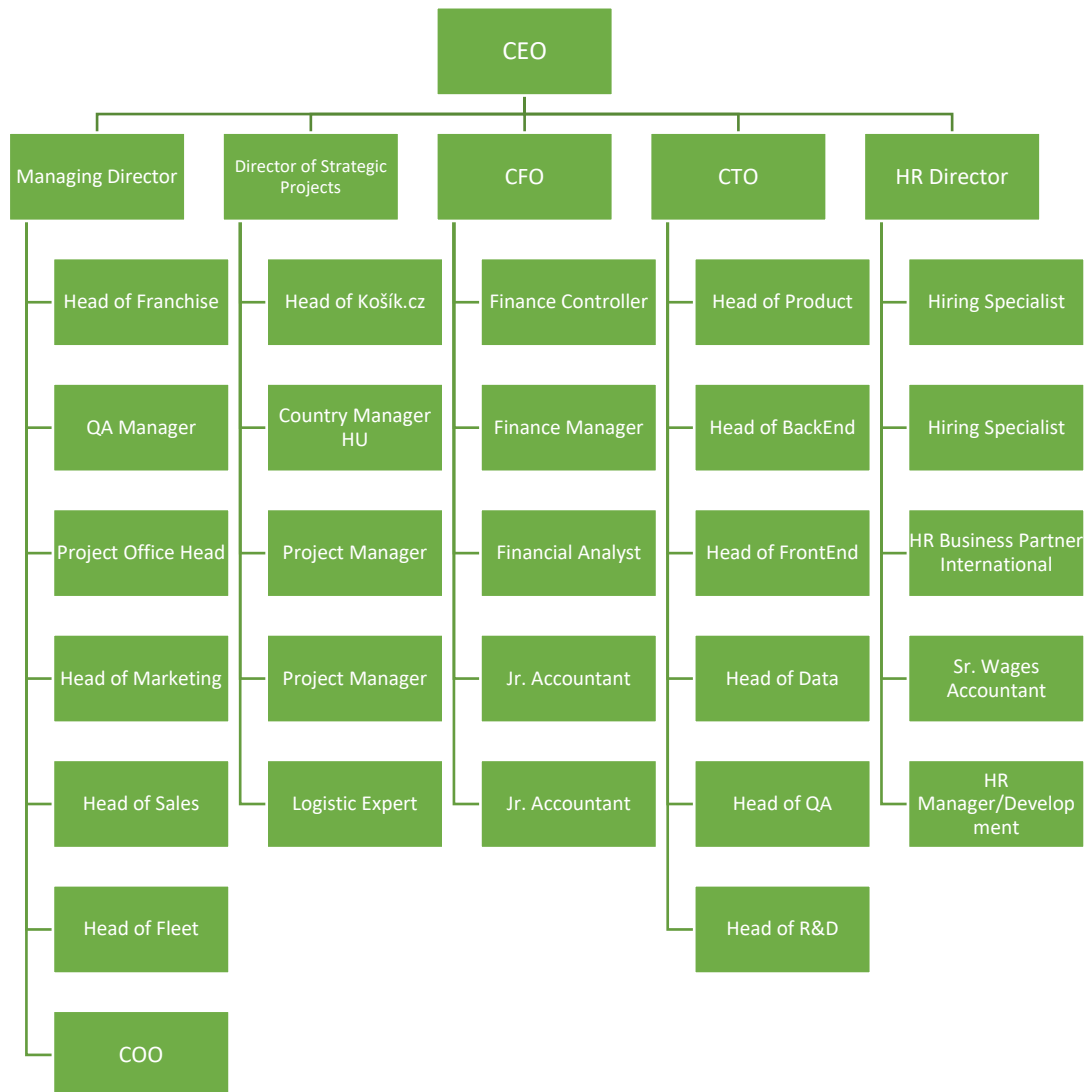 CEO
Managing Director
Director of Strategic
Projects
CFO
CTO
HR Director
Head of Franchise
Head of Košík.cz
Finance Controller
Head of Product
Hiring Specialist
QA Manager
Country Manager
HU
Finance Manager
Head of BackEnd
Hiring Specialist
Project Office Head
Project Manager
Financial Analyst
Head of FrontEnd
HR Business Partner
International
Head of Marketing
Project Manager
Jr. Accountant
Head of Data
Sr. Wages
Accountant
Head of Sales
Logistic Expert
Jr. Accountant
Head of QA
HR
Manager/Develop
ment
Head of Fleet
Head of R&D
COO